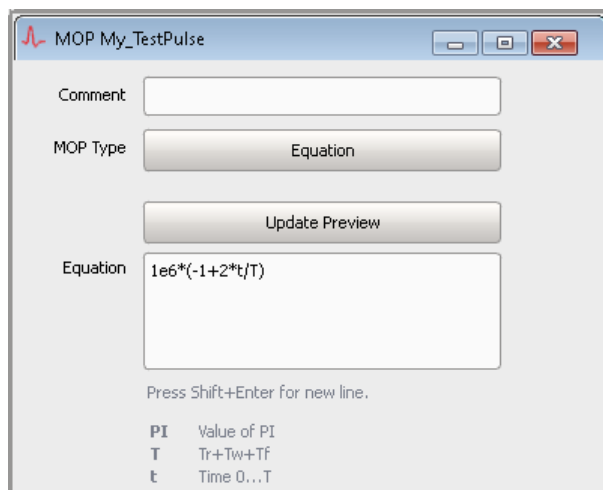 MOP My_TestPulse
Comment
MOP Type Equation
Update Preview
Equation 1e6*(-1+2*t/T)
Press Shift+Enter for new line.
PI Value of PI
T Tr+Tw+Tf
t Time 0...T